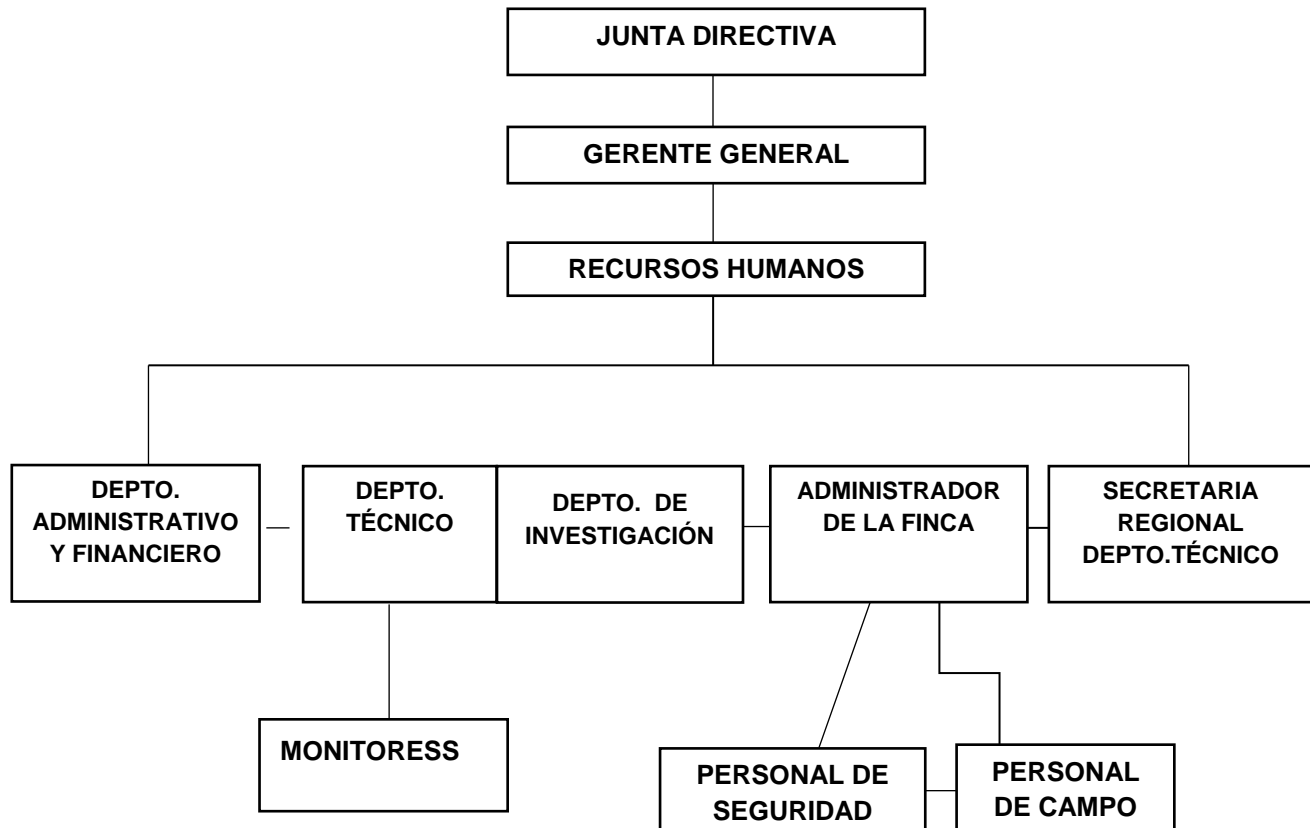 JUNTA DIRECTIVA
GERENTE GENERAL
RECURSOS HUMANOS
DEPTO.
ADMINISTRATIVO
Y FINANCIERO
DEPTO.
TÉCNICO
DEPTO. DE
INVESTIGACIÓN
ADMINISTRADOR
DE LA FINCA
SECRETARIA
REGIONAL
DEPTO.TÉCNICO
MONITORESS
PERSONAL DE
SEGURIDAD
PERSONAL
DE CAMPO